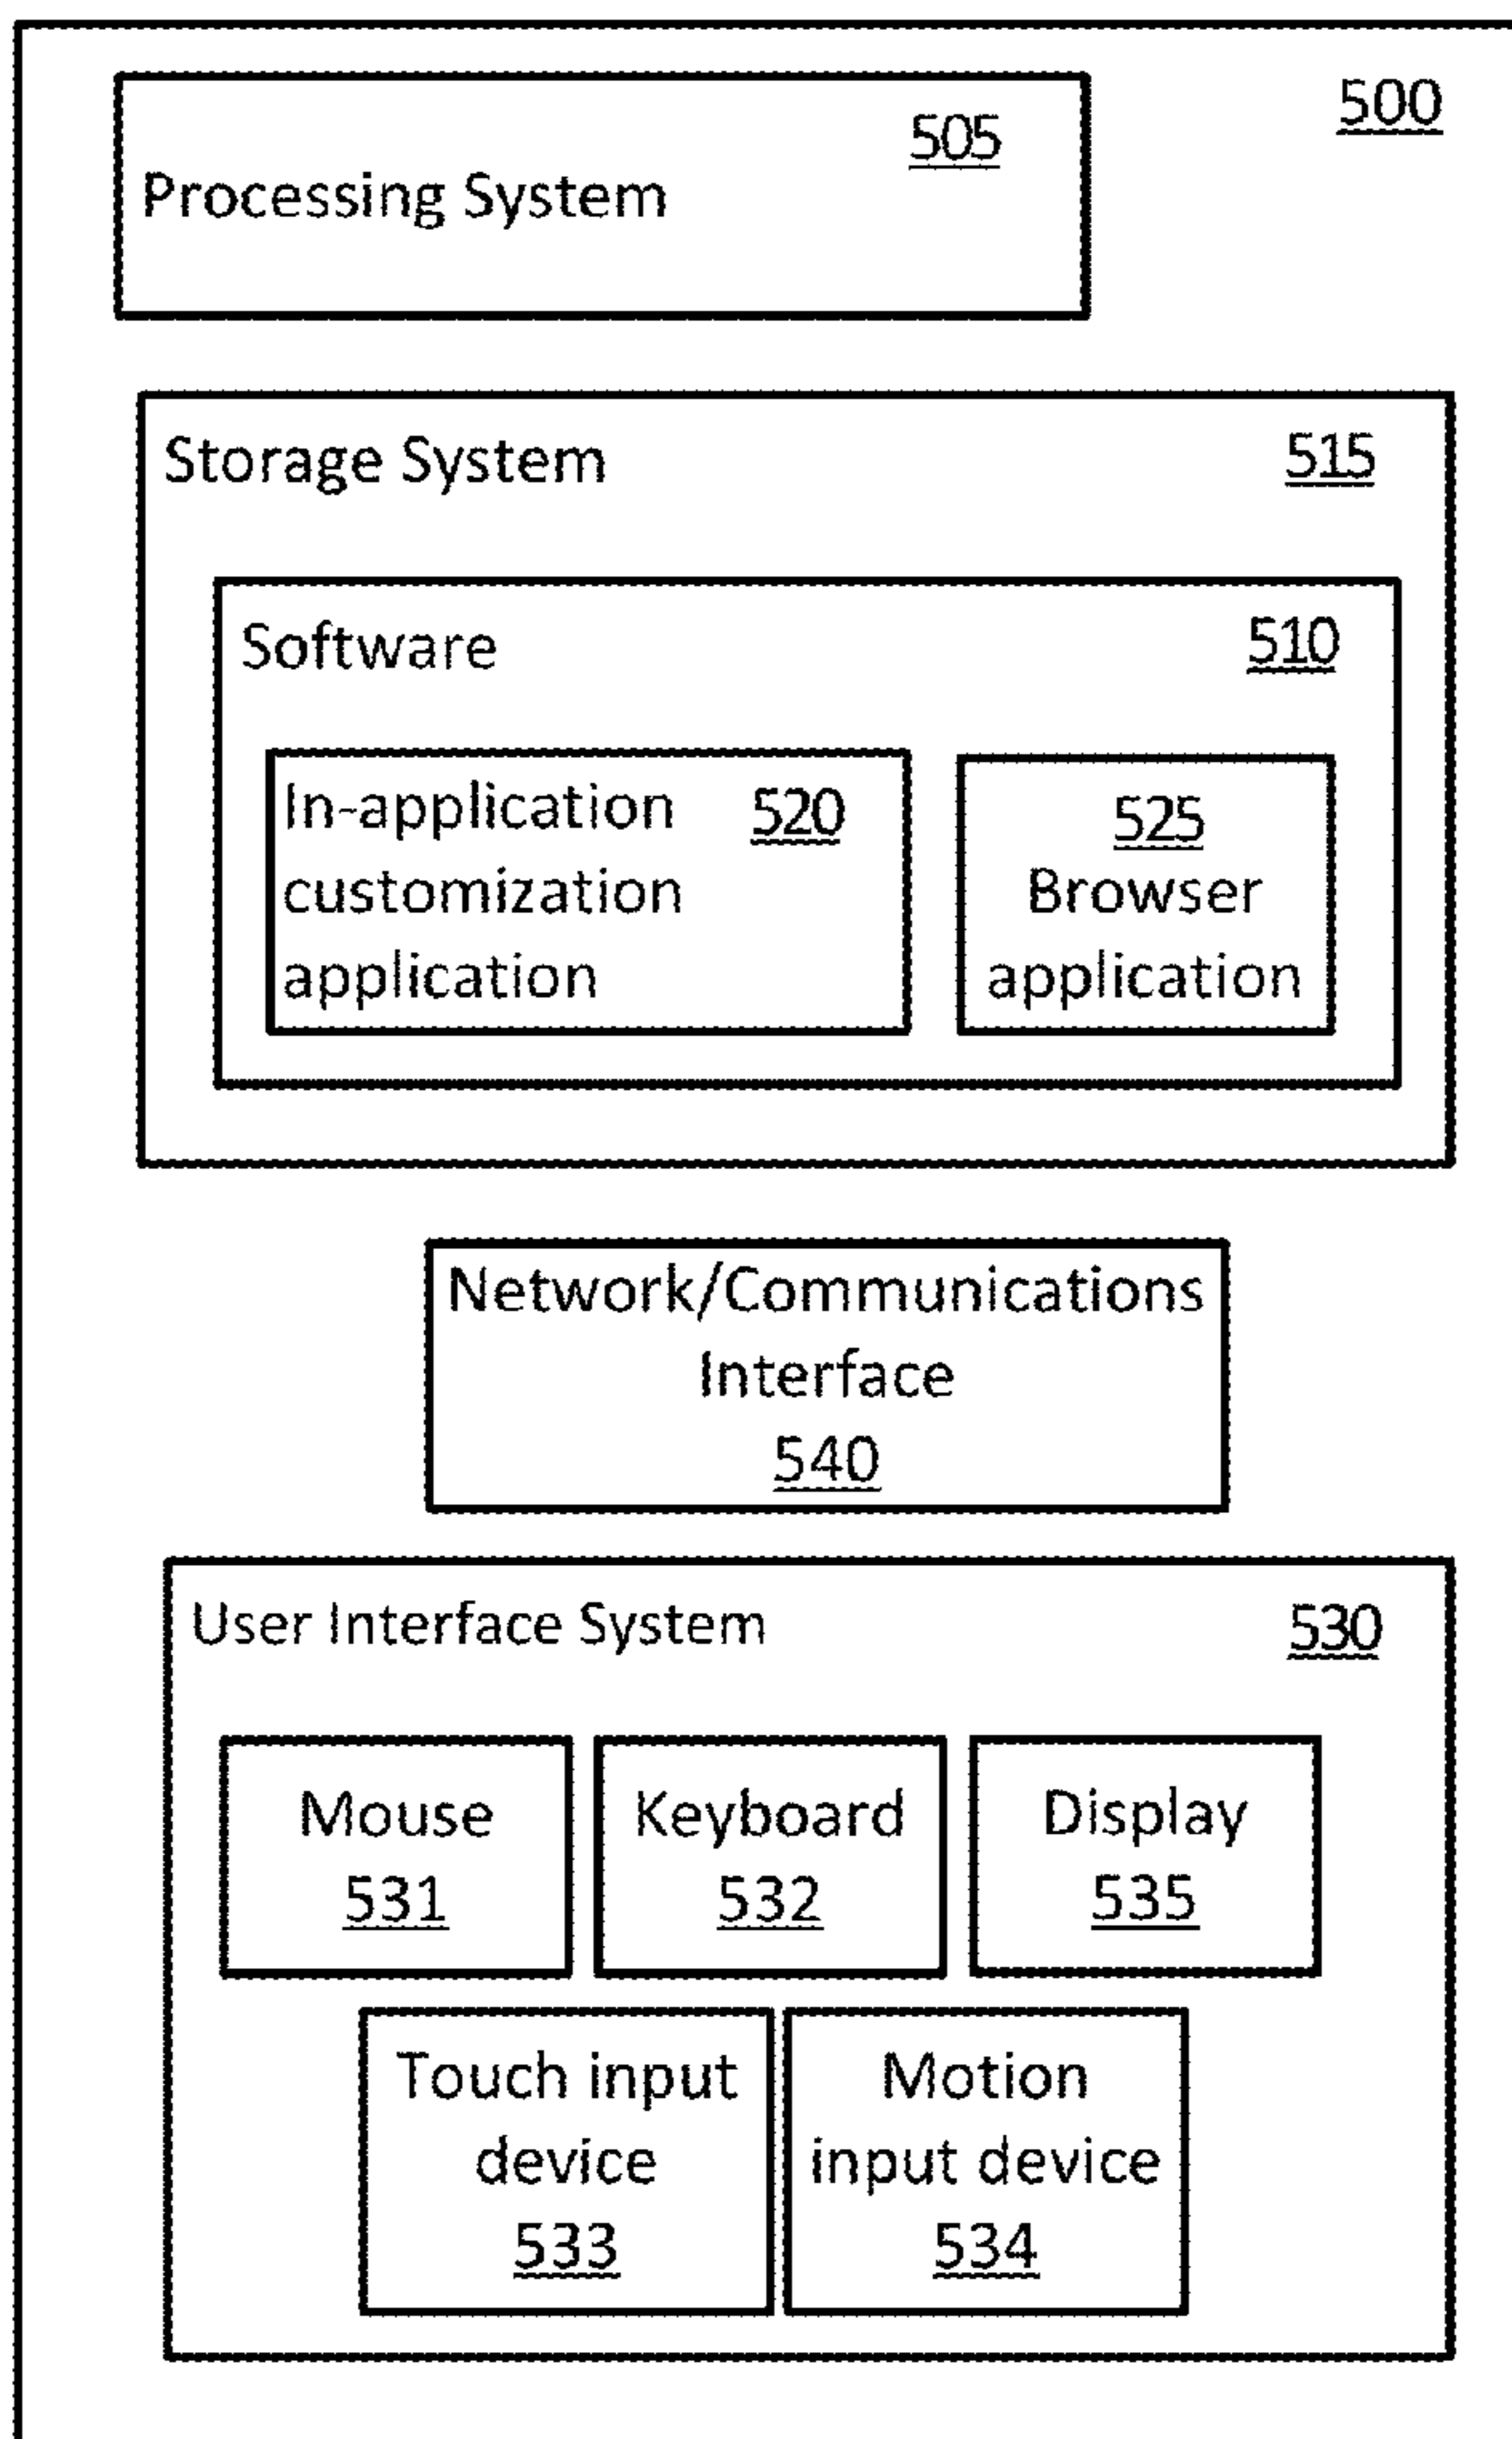 500
505
Processing System
Storage System 515
Software 510
In-application 520
customization
application
525
Browser
application
Network/Communications
Interface
540
User Interface System 530
Mouse
531
Keyboard
532
Display
535
Touch input
device
533
Motion
input device
534